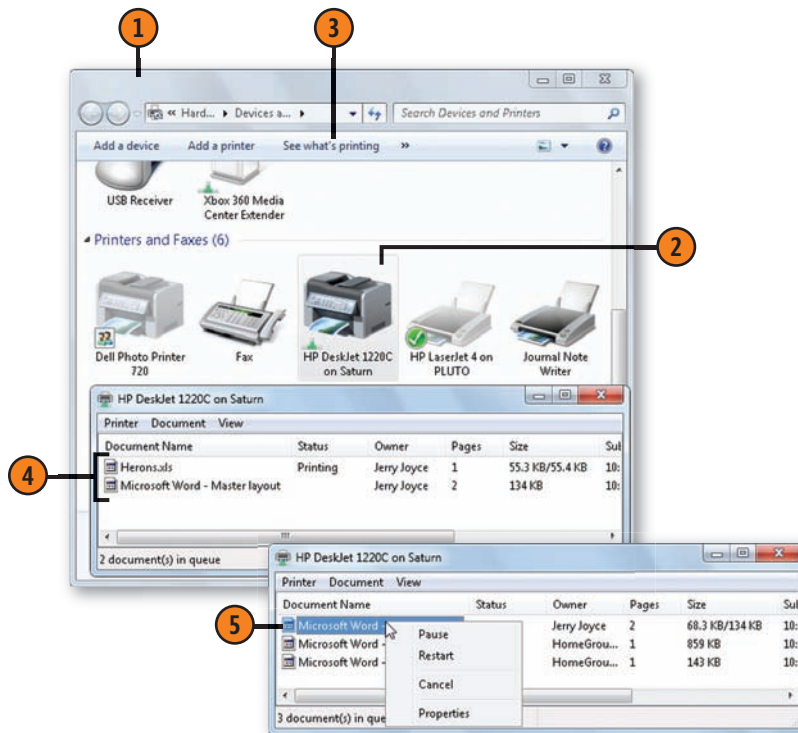 1
3
« Hard... ▸ Devices a... ▸
Search Devices and Printers
Add a device Add a printer See what's printing »
USB Receiver
Xbox 360 Media
Center Extender
Printers and Faxes (6)
2
Dell Photo Printer
720
Fax
HP DeskJet 1220C
on Saturn
HP LaserJet 4 on
PLUTO
Journal Note
Writer
HP DeskJet 1220C on Saturn
Printer Document View
Document Name Status Owner Pages Size Sul
4
Herons.xls Printing Jerry Joyce 1 55.3 KB/55.4 KB 10:
Microsoft Word - Master layout Jerry Joyce 2 134 KB 10:
2 document(s) in queue
HP DeskJet 1220C on Saturn
Printer Document View
Document Name Status Owner Pages Size Sul
5
Microsoft Word - Jerry Joyce 2 68.3 KB/134 KB 10:
Microsoft Word - HomeGrou... 1 859 KB 10:
Microsoft Word - HomeGrou... 1 143 KB 10:
Pause
Restart
Cancel
Properties
3 document(s) in que